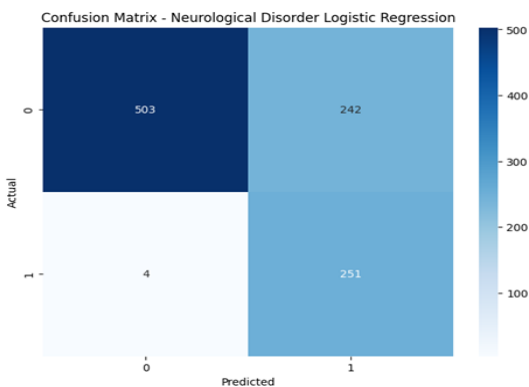 Confusion Matrix - Neurological Disorder Logistic Regression
500
0 503 242
400
300
Actual
200
1 4 251
100
0 1
Predicted